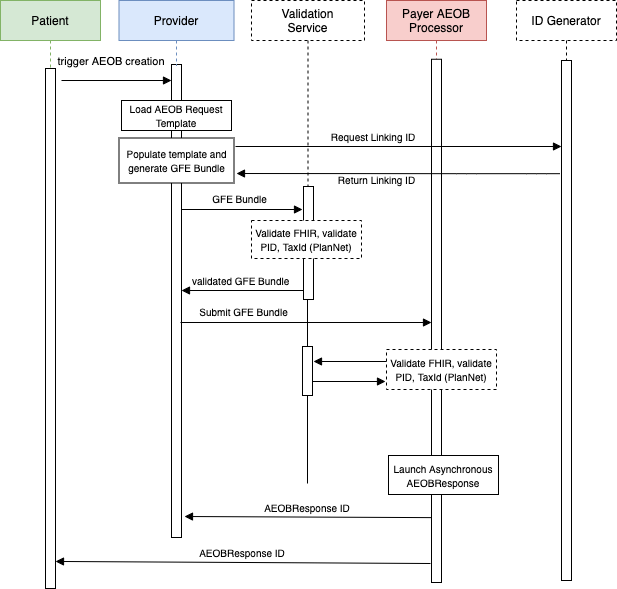 Patient
Provider
Validation
Service
Payer AEOB
Processor
ID Generator
trigger AEOB creation
Load AEOB Request
Template
Request Linking ID
Populate template and
generate GFE Bundle
Return Linking ID
GFE Bundle
Validate FHIR, validate
PID, TaxId (PlanNet)
validated GFE Bundle
Submit GFE Bundle
Validate FHIR, validate
PID, TaxId (PlanNet)
Launch Asynchronous
AEOBResponse
AEOBResponse ID
AEOBResponse ID